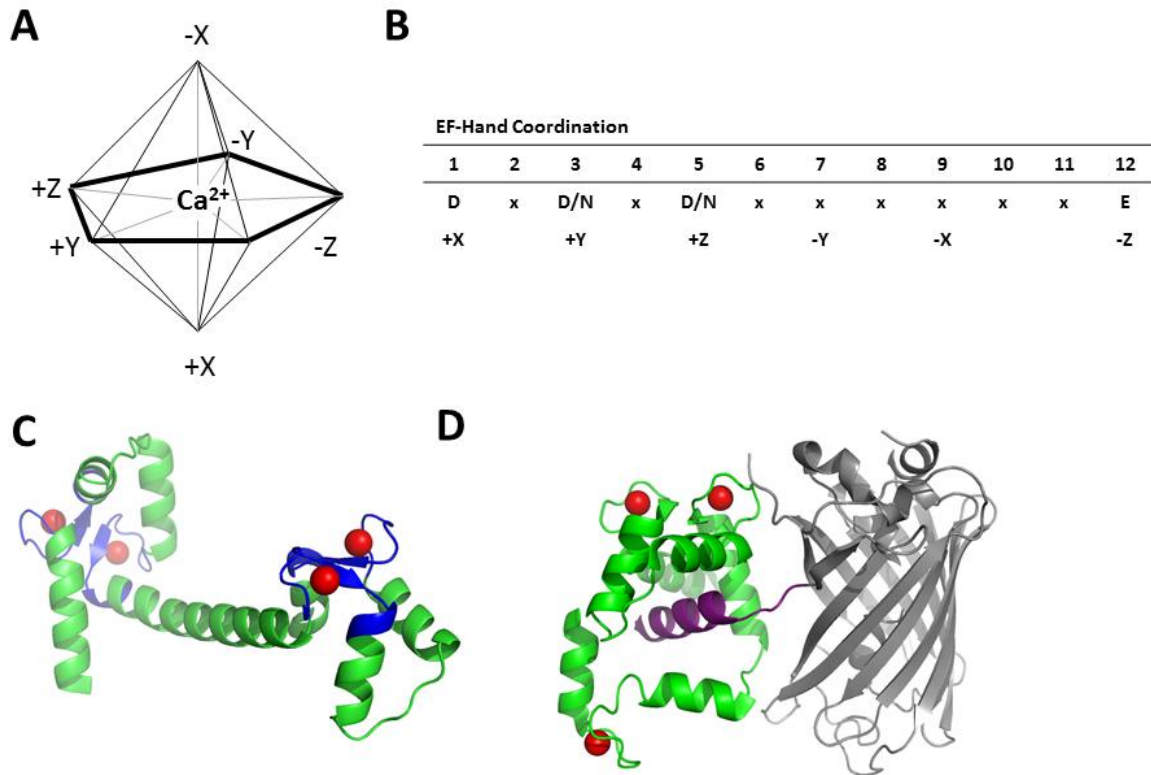 A
-X
-Y
+Z
Ca²⁺
+Y
-Z
+X
B
EF-Hand Coordination
1 2 3 4 5 6 7 8 9 10 11 12
D x D/N x D/N x x x x x x E
+X +Y +Z -Y -X -Z
C
D